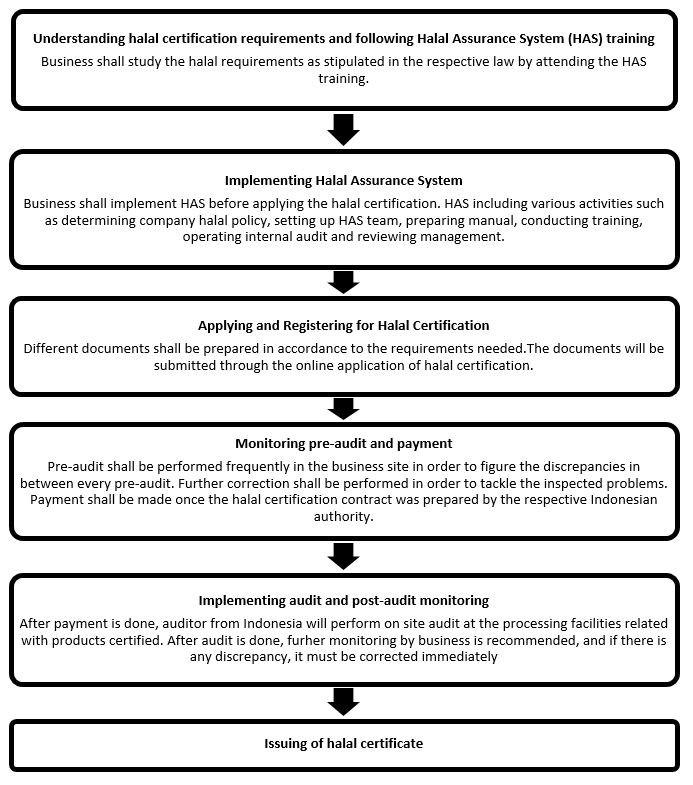 Understanding halal certification requirements and following Halal Assurance System (HAS) training
Business shall study the halal requirements as stipulated in the respective law by attending the HAS
training.
Implementing Halal Assurance System
Business shall implement HAS before applying the halal certification. HAS including various activities such
as determining company halal policy, setting up HAS team, preparing manual, conducting training,
operating internal audit and reviewing management.
Applying and Registering for Halal Certification
Different documents shall be prepared in accordance to the requirements needed.The documents will be
submitted through the online application of halal certification.
Monitoring pre-audit and payment
Pre-audit shall be performed frequently in the business site in order to figure the discrepancies in
between every pre-audit. Further correction shall be performed in order to tackle the inspected problems.
Payment shall be made once the halal certification contract was prepared by the respective Indonesian
authority.
Implementing audit and post-audit monitoring
After payment is done, auditor from Indonesia will perform on site audit at the processing facilities related
with products certified. After audit is done, furher monitoring by business is recommended, and if there is
any discrepancy, it must be corrected immediately
Issuing of halal certificate